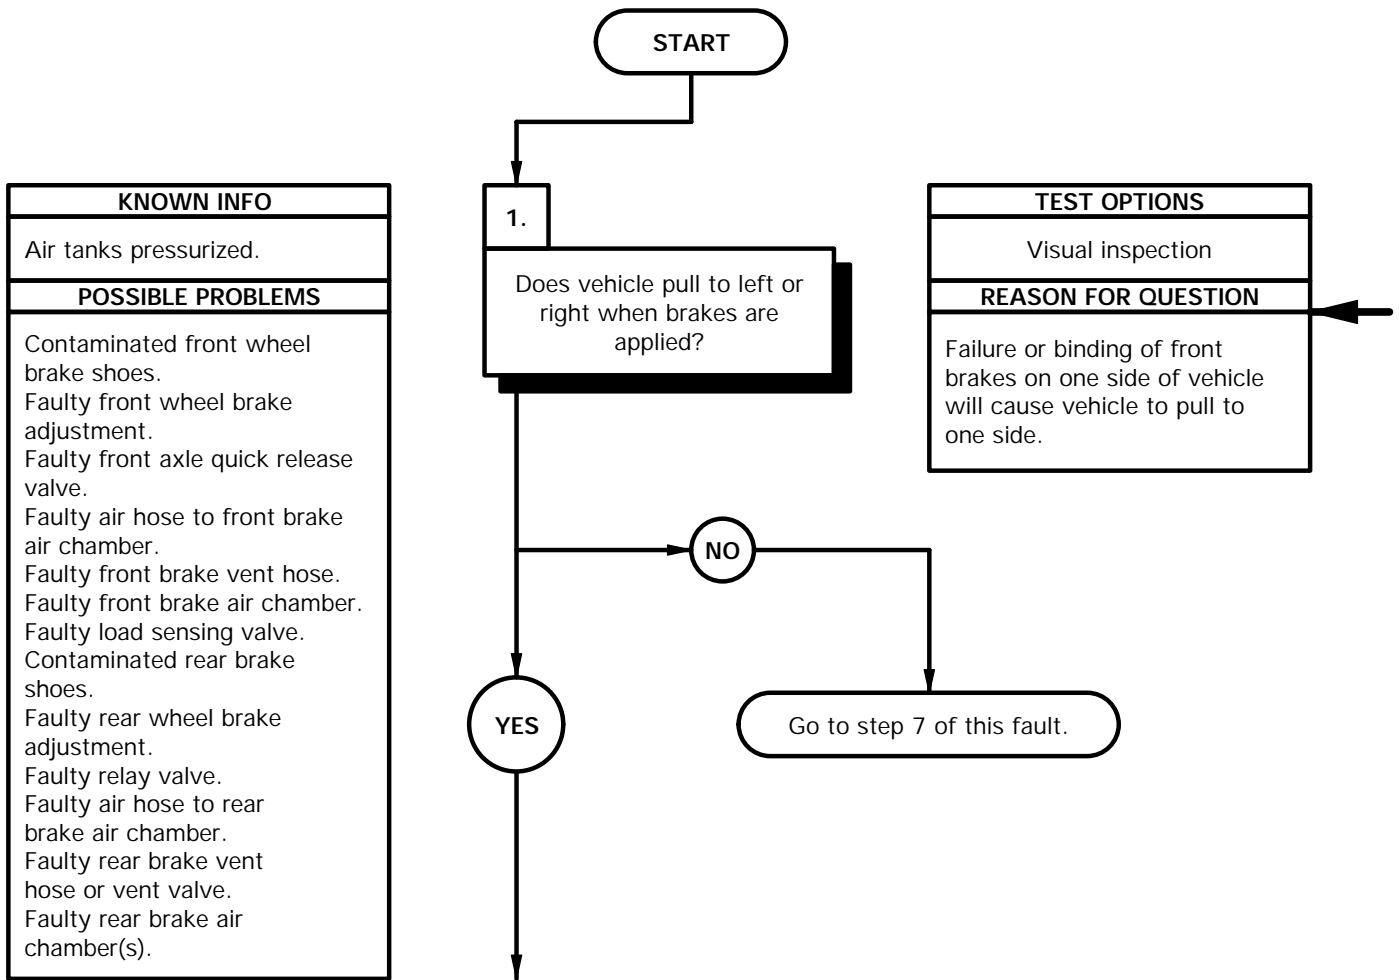 START
KNOWN INFO
Air tanks pressurized.
POSSIBLE PROBLEMS
Contaminated front wheel
brake shoes.
Faulty front wheel brake
adjustment.
Faulty front axle quick release
valve.
Faulty air hose to front brake
air chamber.
Faulty front brake vent hose.
Faulty front brake air chamber.
Faulty load sensing valve.
Contaminated rear brake
shoes.
Faulty rear wheel brake
adjustment.
Faulty relay valve.
Faulty air hose to rear
brake air chamber.
Faulty rear brake vent
hose or vent valve.
Faulty rear brake air
chamber(s).
1.
Does vehicle pull to left or
right when brakes are
applied?
TEST OPTIONS
Visual inspection
REASON FOR QUESTION
Failure or binding of front
brakes on one side of vehicle
will cause vehicle to pull to
one side.
NO
YES
Go to step 7 of this fault.